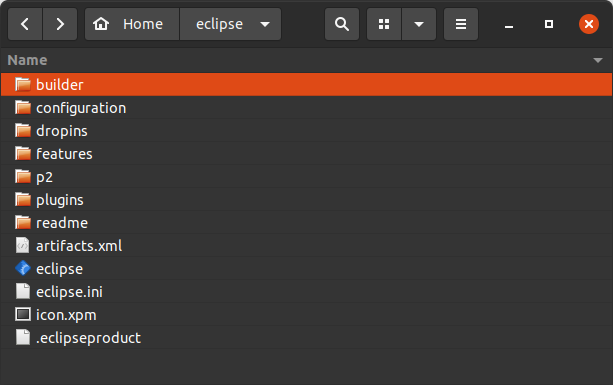 Home eclipse
Name
builder
configuration
dropins
features
p2
plugins
readme
artifacts.xml
eclipse
eclipse.ini
icon.xpm
.eclipseproduct